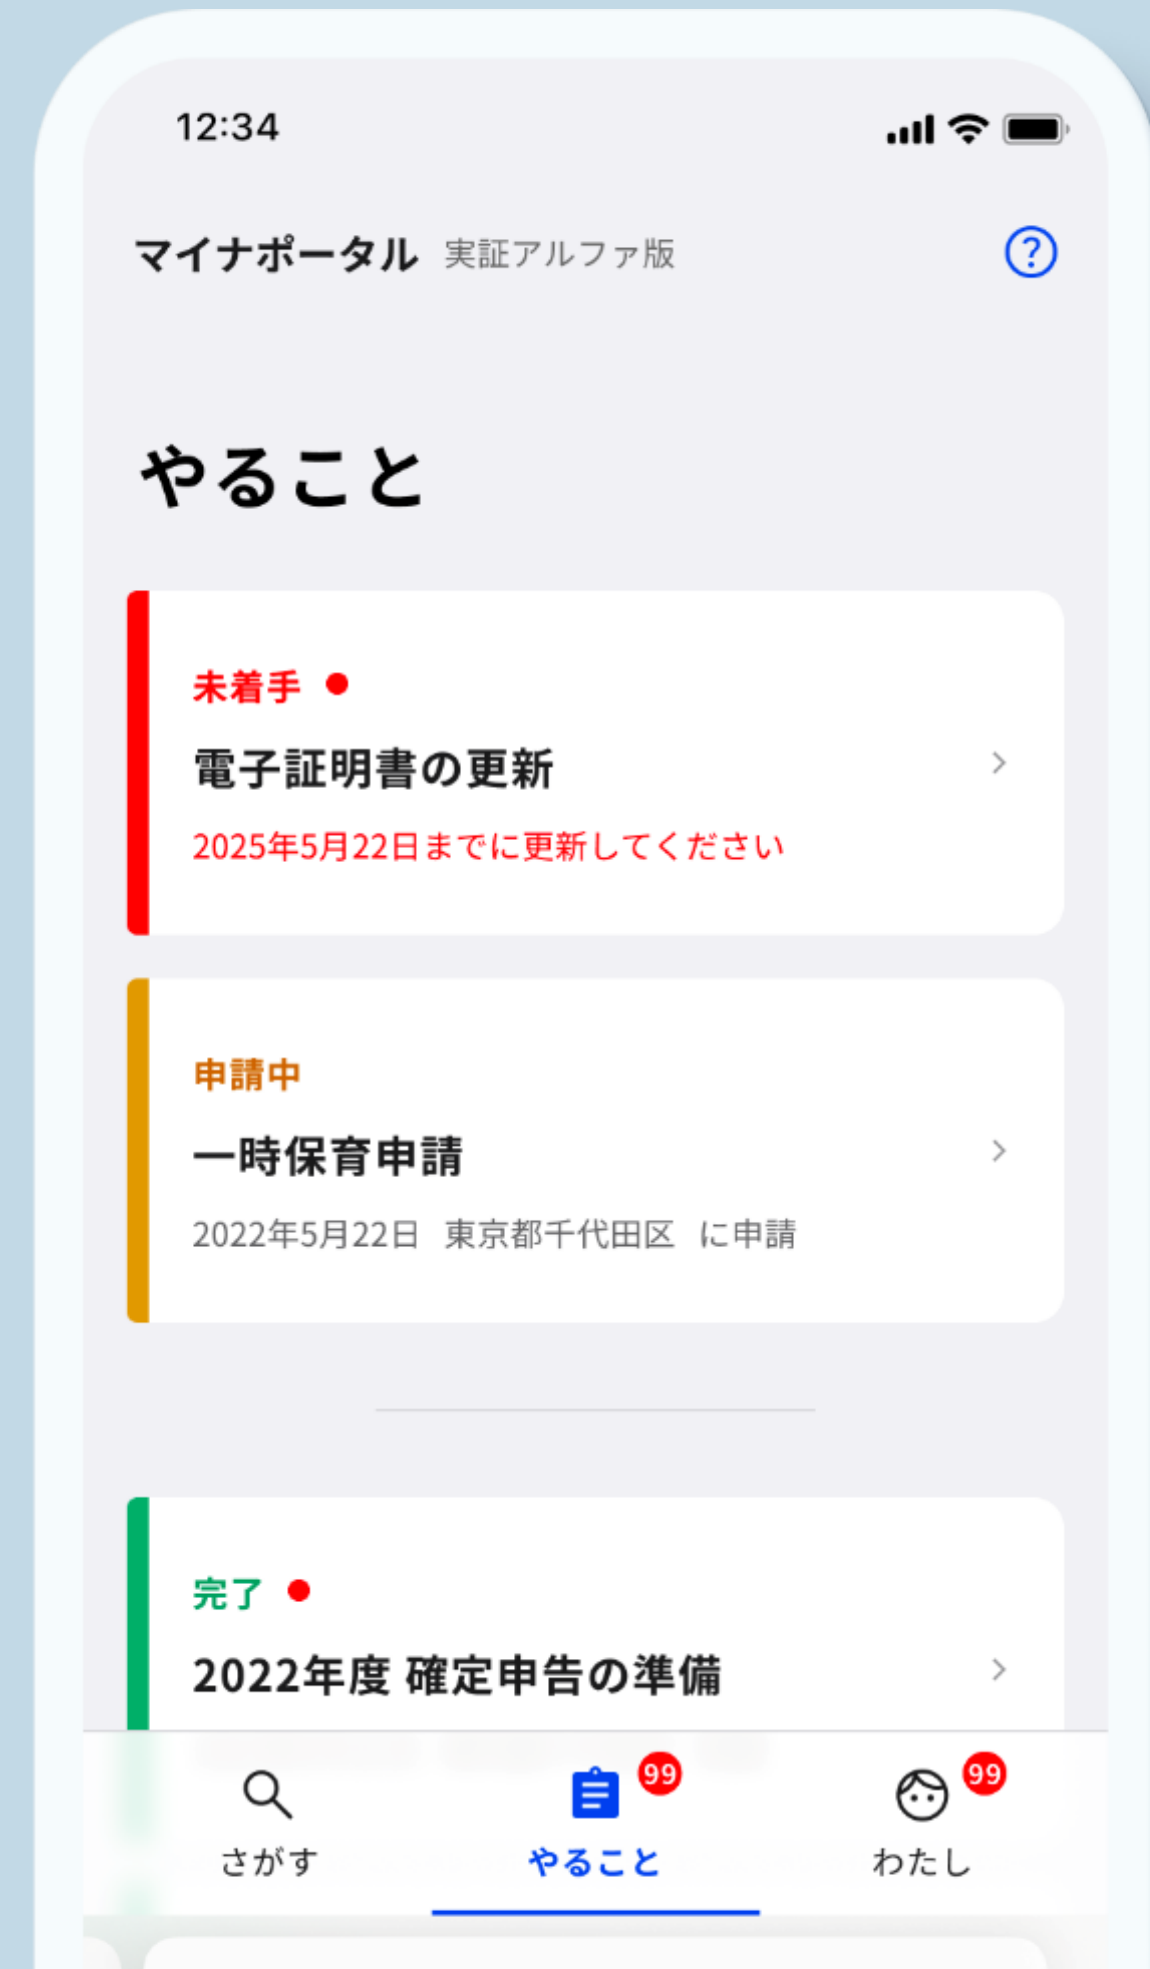 12:34
マイナポータル 実証アルファ版
やること
未着手
電子証明書の更新
2025年5月22日までに更新してください
申請中
一時保育申請
2022年5月22日 東京都千代田区 に申請
完了
2022年度 確定申告の準備
99 99
さがす やること わたし